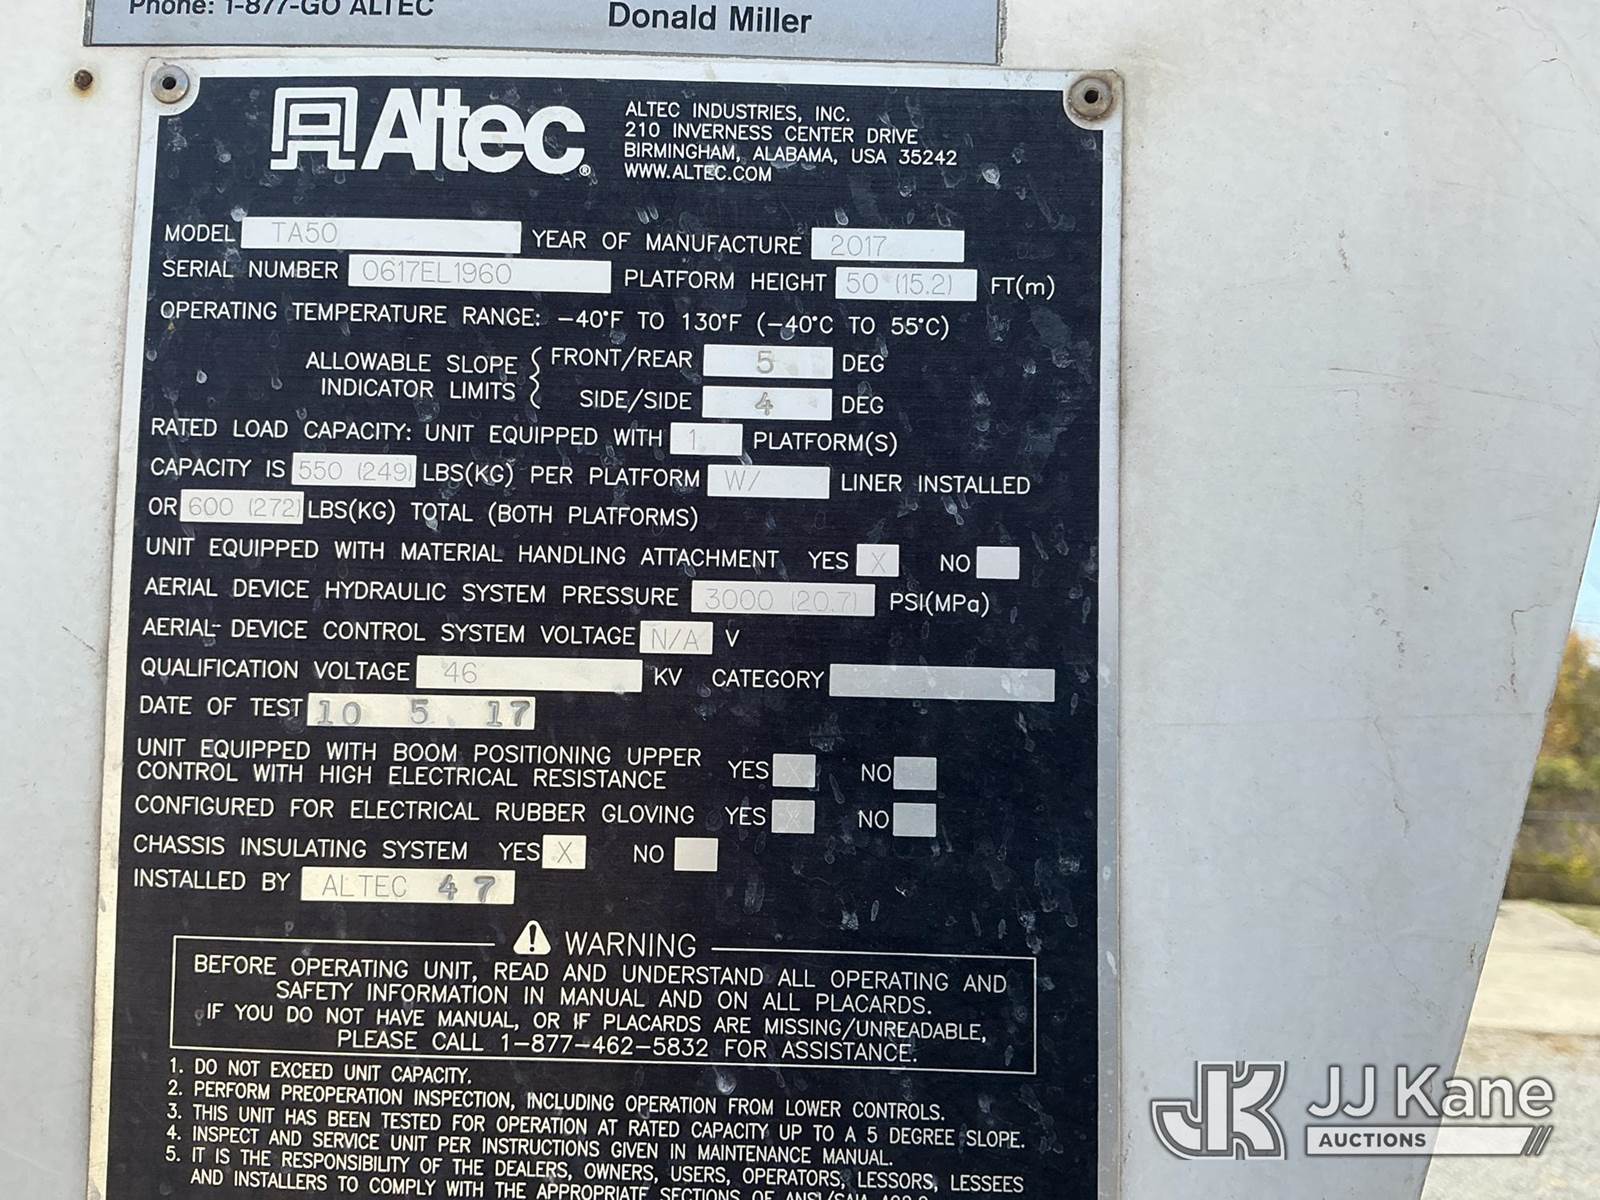 Phone: 1-877-GO ALTEC
Donald Miller
Altec®
ALTEC INDUSTRIES, INC.
210 INVERNESS CENTER DRIVE
BIRMINGHAM, ALABAMA, USA 35242
WWW.ALTEC.COM
MODEL TA50 YEAR OF MANUFACTURE 2017
SERIAL NUMBER 0617EL1960 PLATFORM HEIGHT 50 (15.2) FT(m)
OPERATING TEMPERATURE RANGE: -40°F TO 130°F (-40°C TO 55°C)
ALLOWABLE SLOPE { FRONT/REAR 5 DEG
INDICATOR LIMITS SIDE/SIDE 4 DEG
RATED LOAD CAPACITY: UNIT EQUIPPED WITH 1 PLATFORM(S)
CAPACITY IS 550 (249) LBS(KG) PER PLATFORM W/ LINER INSTALLED
OR 600 (272) LBS(KG) TOTAL (BOTH PLATFORMS)
UNIT EQUIPPED WITH MATERIAL HANDLING ATTACHMENT YES X NO
AERIAL DEVICE HYDRAULIC SYSTEM PRESSURE 3000 (20.7) PSI(MPa)
AERIAL DEVICE CONTROL SYSTEM VOLTAGE N/A V
QUALIFICATION VOLTAGE 46 KV CATEGORY
DATE OF TEST 10 5 17
UNIT EQUIPPED WITH BOOM POSITIONING UPPER
CONTROL WITH HIGH ELECTRICAL RESISTANCE YES X NO
CONFIGURED FOR ELECTRICAL RUBBER GLOVING YES X NO
CHASSIS INSULATING SYSTEM YES X NO
INSTALLED BY ALTEC 47
WARNING
BEFORE OPERATING UNIT, READ AND UNDERSTAND ALL OPERATING AND
SAFETY INFORMATION IN MANUAL AND ON ALL PLACARDS.
IF YOU DO NOT HAVE MANUAL, OR IF PLACARDS ARE MISSING/UNREADABLE,
PLEASE CALL 1-877-462-5832 FOR ASSISTANCE.
1. DO NOT EXCEED UNIT CAPACITY.
2. PERFORM PREOPERATION INSPECTION, INCLUDING OPERATION FROM LOWER CONTROLS.
3. THIS UNIT HAS BEEN TESTED FOR OPERATION AT RATED CAPACITY UP TO A 5 DEGREE SLOPE.
4. INSPECT AND SERVICE UNIT PER INSTRUCTIONS GIVEN IN MAINTENANCE MANUAL.
5. IT IS THE RESPONSIBILITY OF THE DEALERS, OWNERS, USERS, OPERATORS, LESSORS, LESSEES
AND INSTALLERS TO COMPLY WITH THE APPROPRIATE SECTIONS OF ANSI/SAIA
JK JJ Kane
AUCTIONS